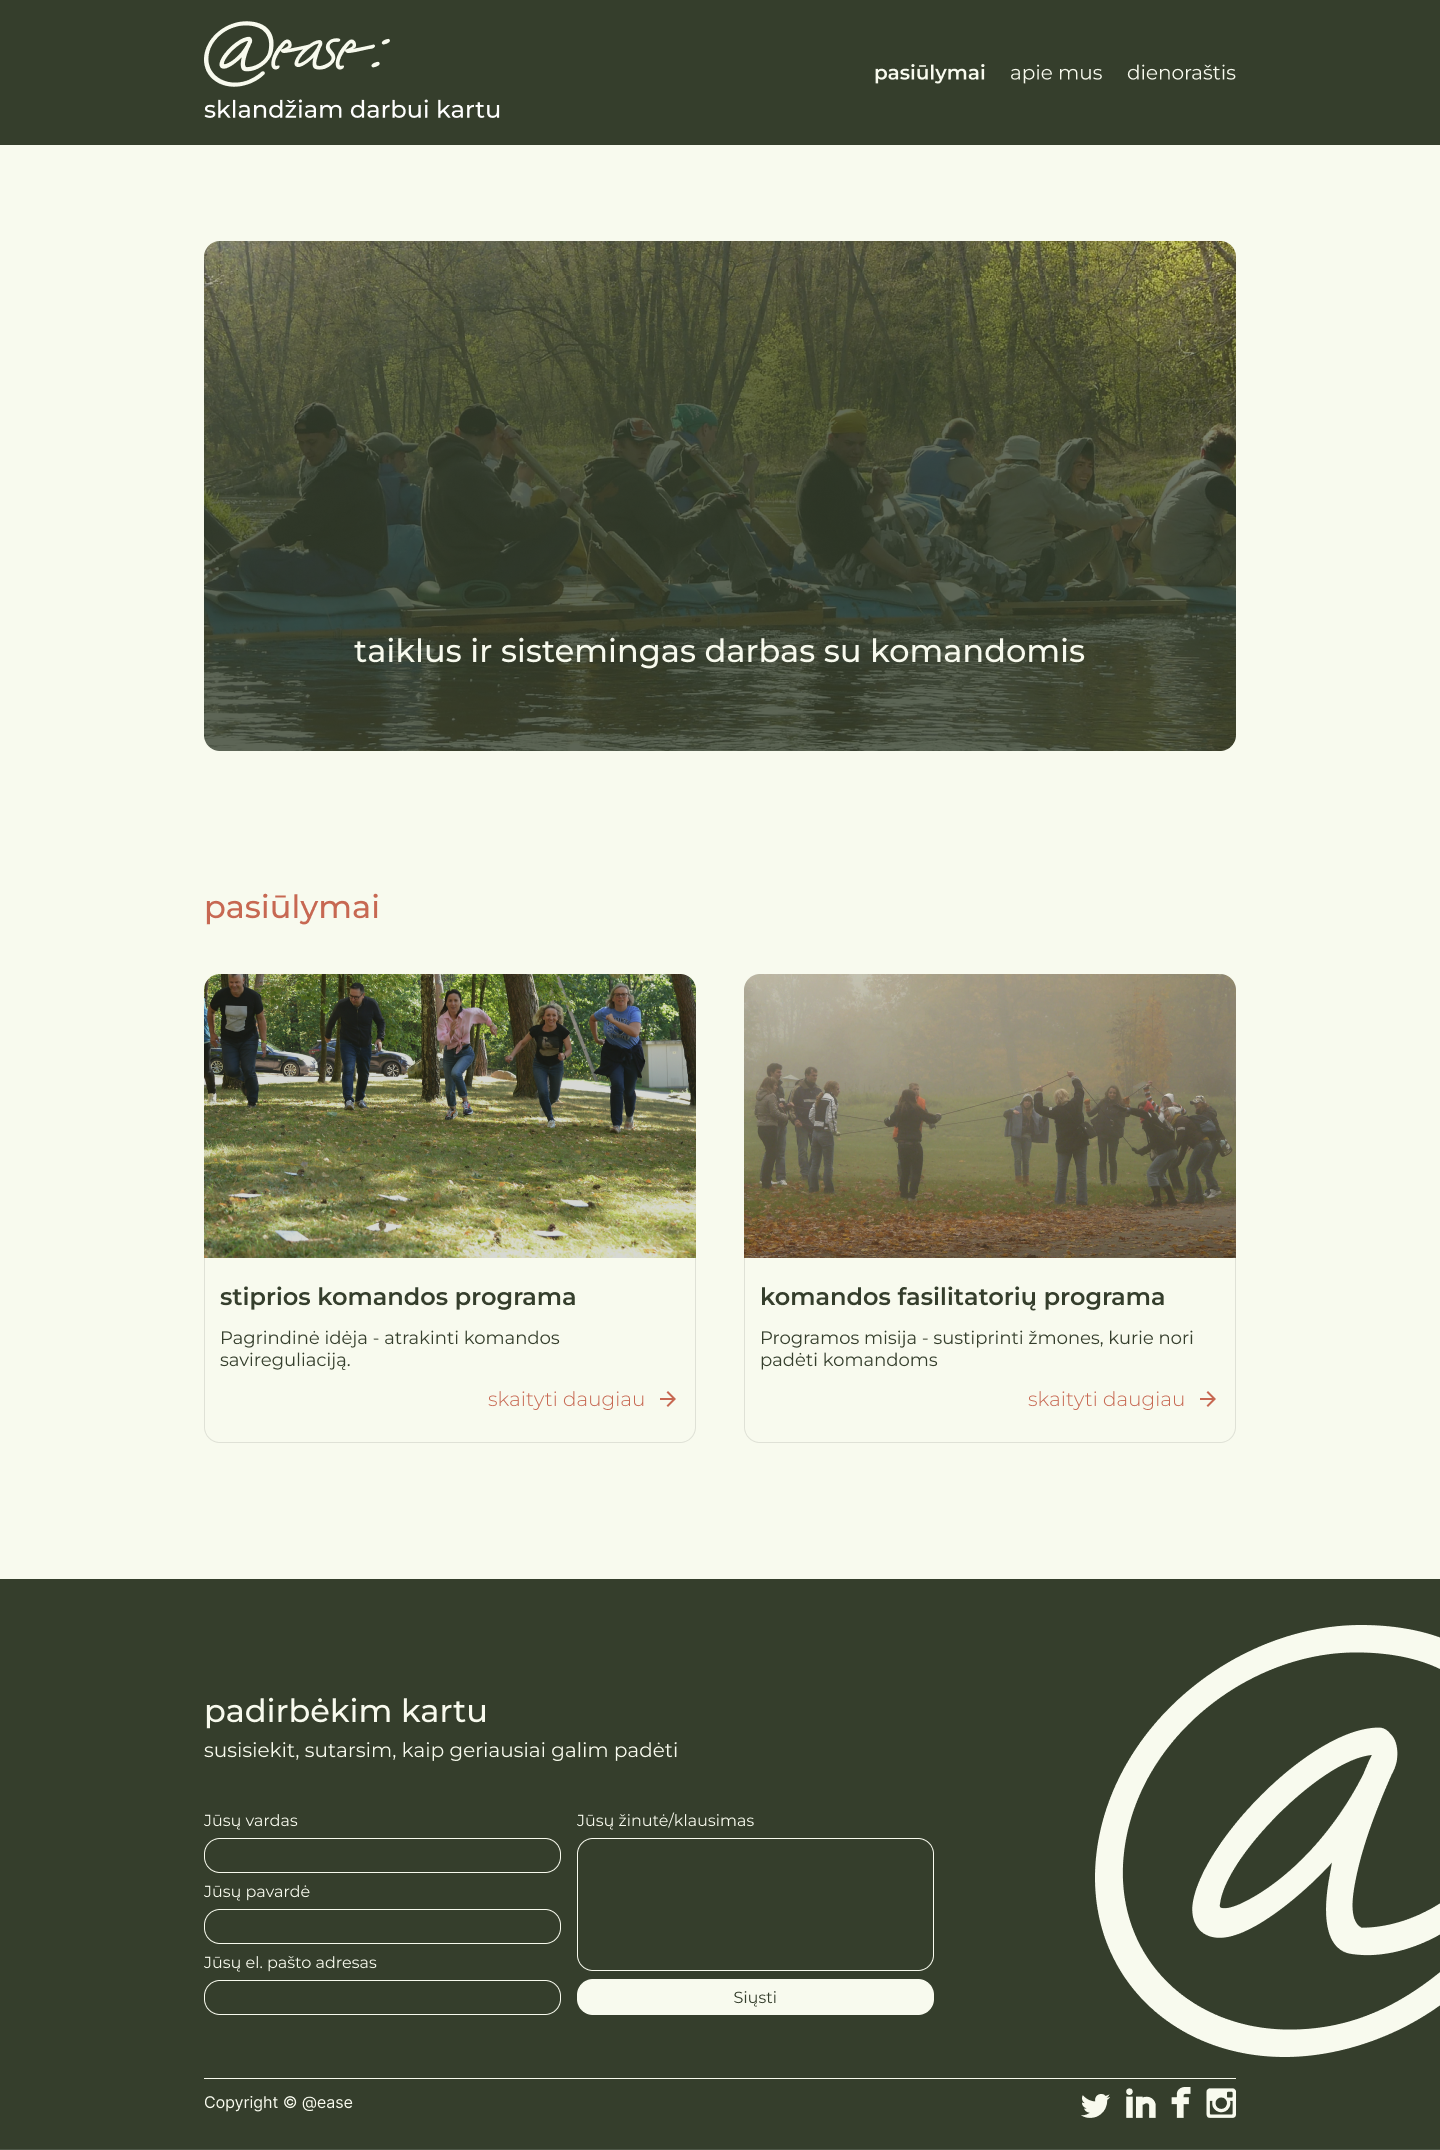 @ease:
sklandžiam darbui kartu
pasiūlymai apie mus dienoraštis
taiklus ir sistemingas darbas su komandomis
pasiūlymai
stiprios komandos programa
Pagrindinė idėja - atrakinti komandos
savireguliaciją.
skaityti daugiau
komandos fasilitatorių programa
Programos misija - sustiprinti žmones, kurie nori
padėti komandoms
skaityti daugiau
padirbėkim kartu
susisiekit, sutarsim, kaip geriausiai galim padėti
Jūsų vardas
Jūsų pavardė
Jūsų el. pašto adresas
Jūsų žinutė/klausimas
Siųsti
@
Copyright © @ease